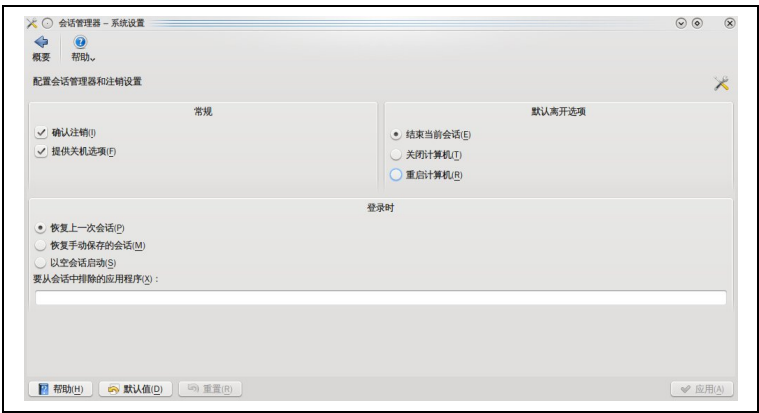 会话管理器 – 系统设置
概要 帮助
配置会话管理器和注销设置
常规
确认注销(I)
提供关机选项(F)
默认离开选项
结束当前会话(E)
关闭计算机(T)
重启计算机(R)
登录时
恢复上一次会话(P)
恢复手动保存的会话(M)
以空会话启动(S)
要从会话中排除的应用程序(X)：
帮助(H) 默认值(D) 重置(R) 应用(A)